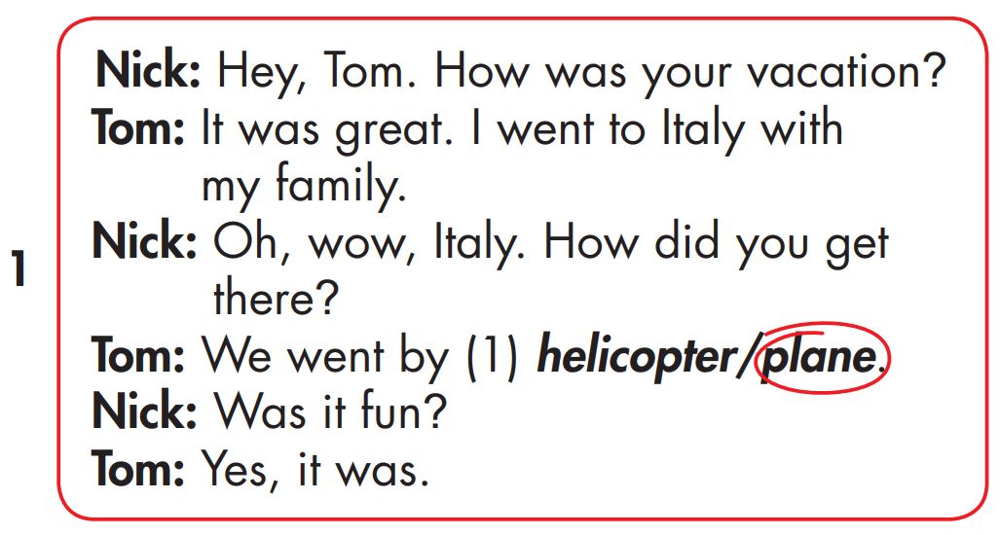 Nick: Hey, Tom. How was your vacation?
Tom: It was great. I went to Italy with
my family.
Nick: Oh, wow, Italy. How did you get
1
there?
Tom: We went by (1) helicopter/plane.
Nick: Was it fun?
Tom: Yes, it was.